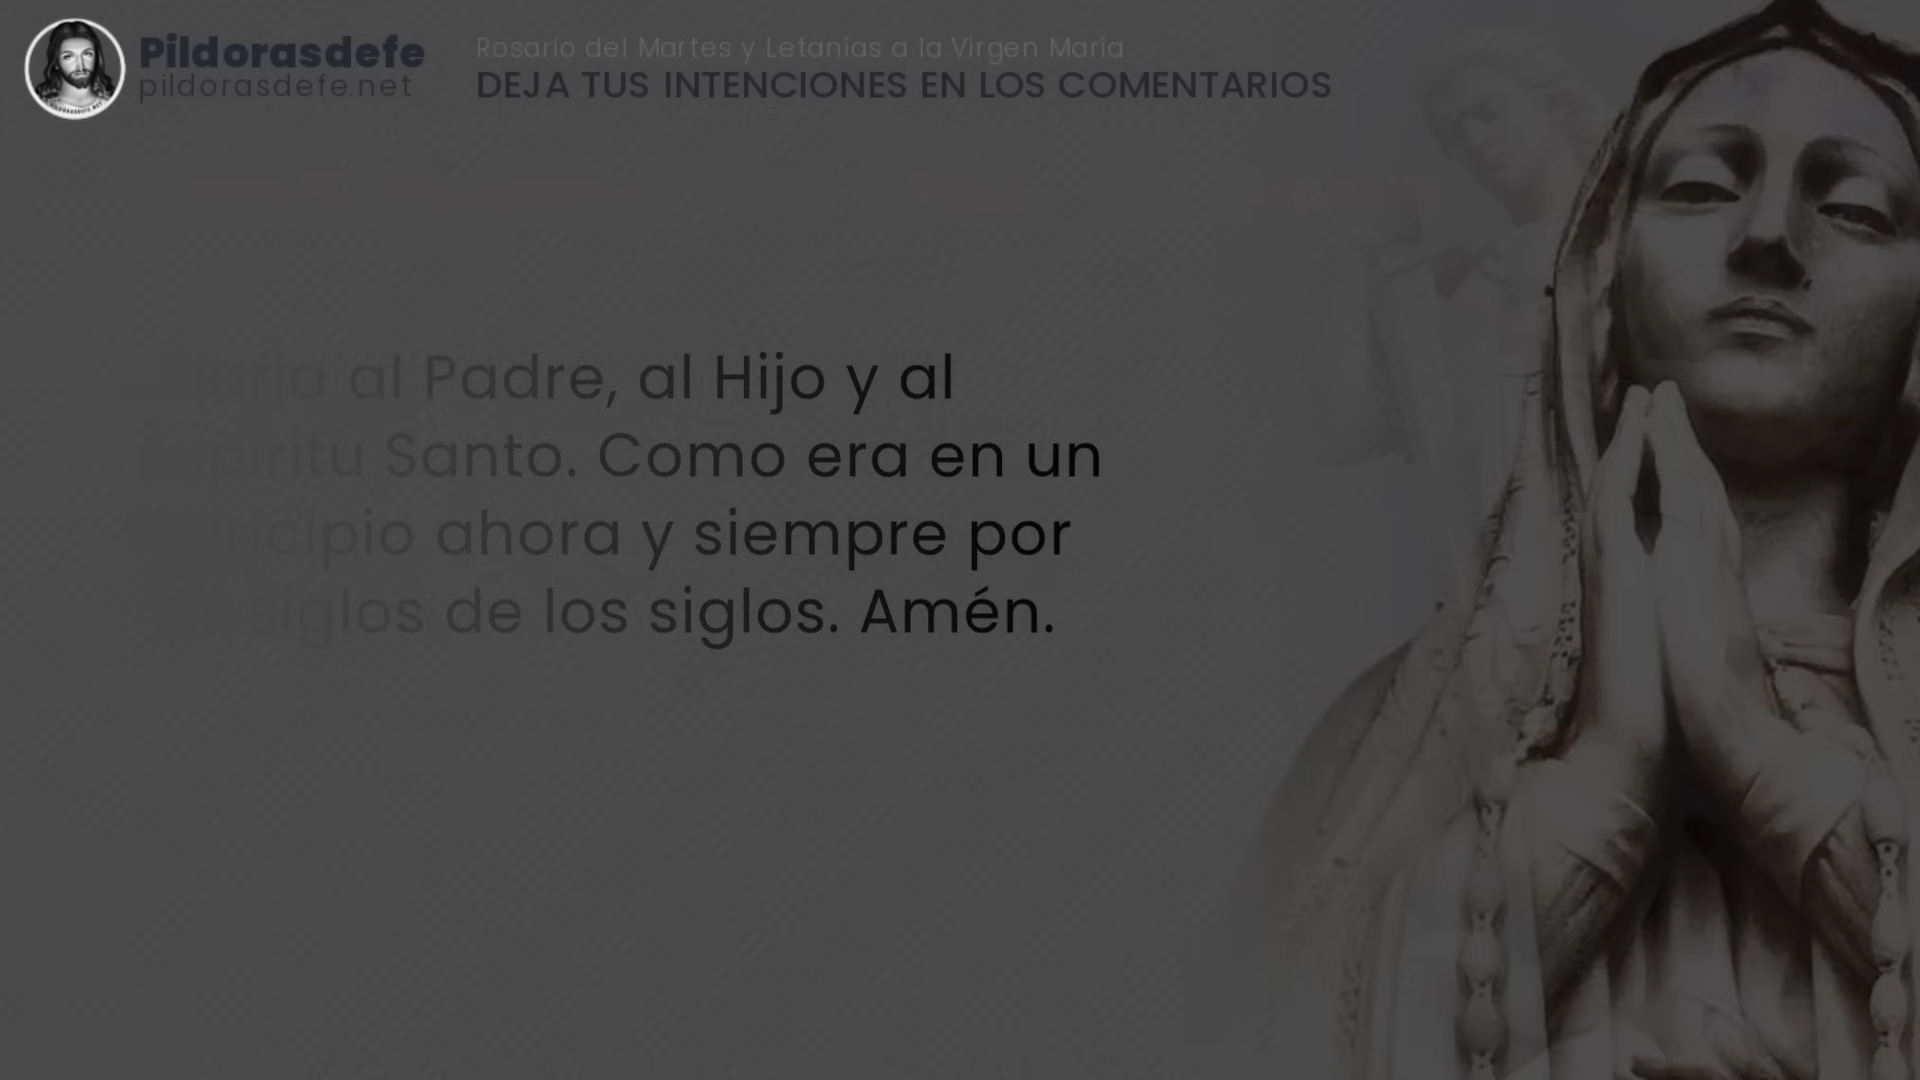 Pildorasdefe
pildorasdefe.net
Rosario del Martes y Letanías a la Virgen María
DEJA TUS INTENCIONES EN LOS COMENTARIOS
al Padre, al Hijo y al
Santo. Como era en un
ahora y siempre por
siglos de los siglos. Amén.